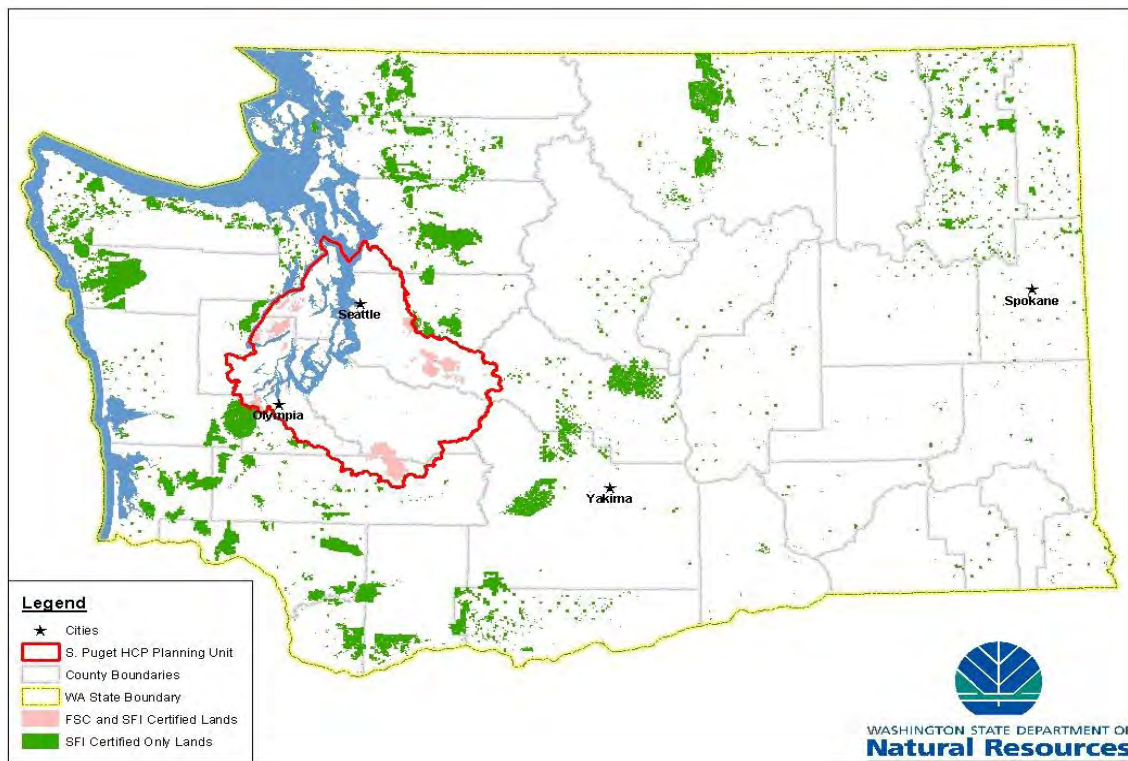 Seattle
Spokane
Olympia
Yakima
Legend
Cities
S. Puget HCP Planning Unit
County Boundaries
WA State Boundary
FSC and SFI Certified Lands
SFI Certified Only Lands
WASHINGTON STATE DEPARTMENT OF
Natural Resources